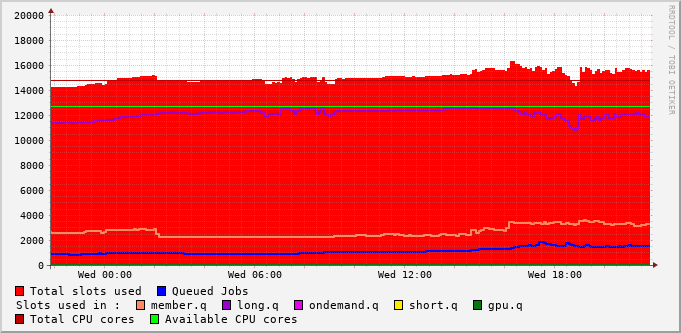 20000
18000
16000
14000
12000
10000
8000
6000
4000
2000
0
Wed 00:00 Wed 06:00 Wed 12:00 Wed 18:00
RRDTOOL / TOBI OETIKER
Total slots used Queued Jobs
Slots used in : member.q long.q ondemand.q short.q gpu.q
Total CPU cores Available CPU cores